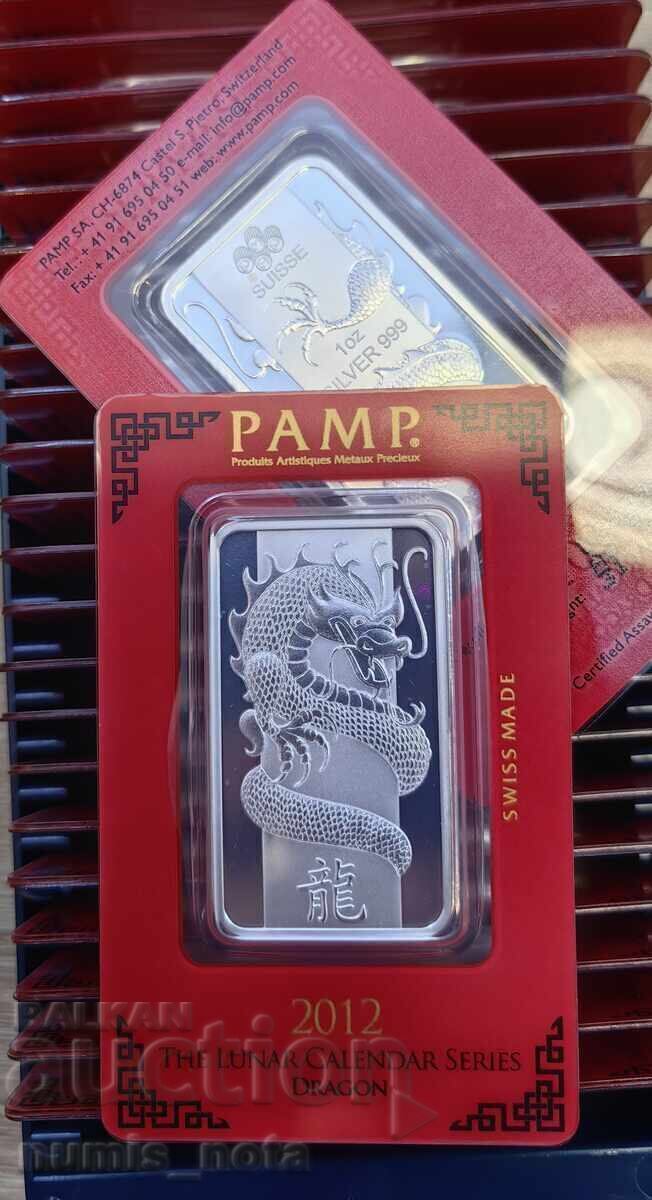 PAMP SA, CH-6874 Castel S. Pietro, Switzerland
Tel.: +41 91 695 04 50 e-mail: info@pamp.com
Fax: +41 91 695 04 51 web: www.pamp.com
SUISSE
1oz
SILVER 999
Certified Assa
PAMP®
Produits Artistiques Metaux Precieux
SWISS MADE
龍
2012
THE LUNAR CALENDAR SERIES
DRAGON
BALKAN
auction
numis_nota